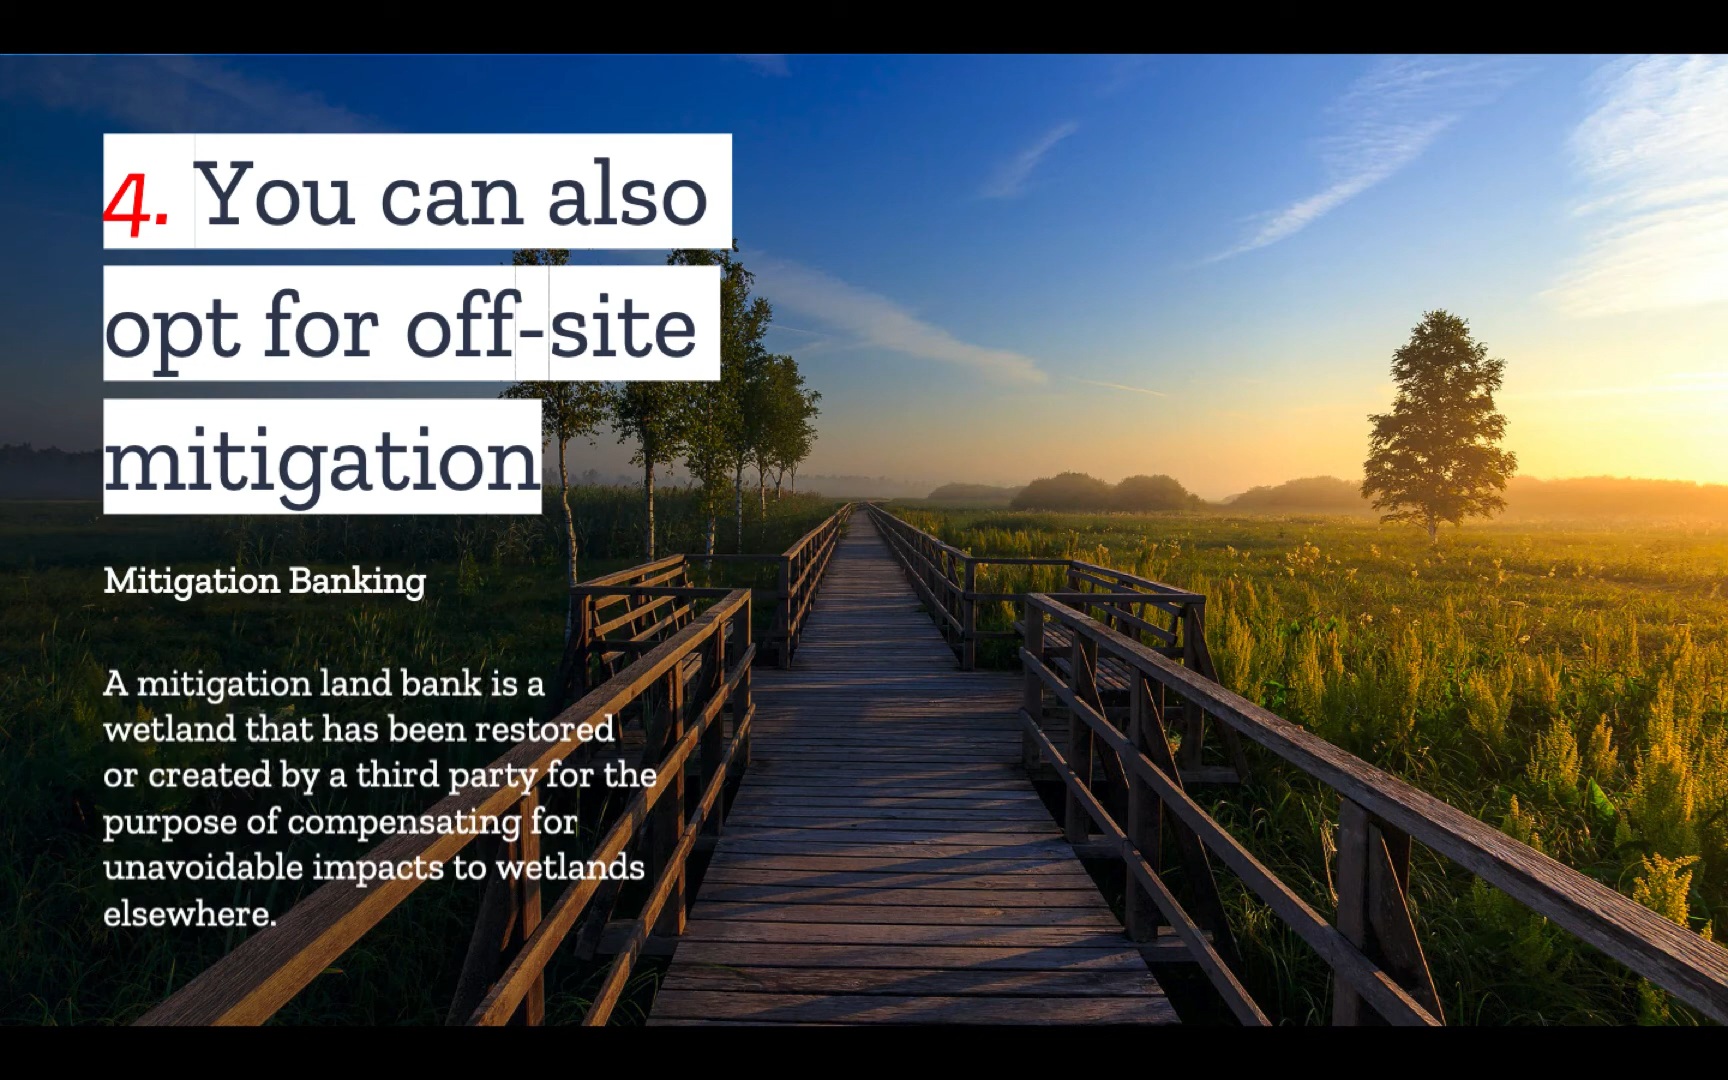 4. You can also
opt for off-site
mitigation
Mitigation Banking
A mitigation land bank is a
wetland that has been restored
or created by a third party for the
purpose of compensating for
unavoidable impacts to wetlands
elsewhere.